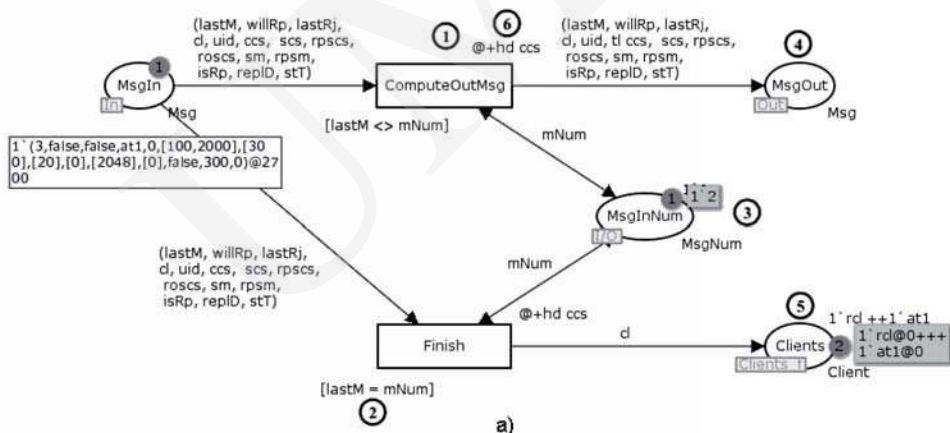 (lastM, willRp, lastRj,
cl, uid, ccs, scs, rpscs,
roscs, sm, rpsm,
isRp, replD, stT)
1
6
@+hd ccs
(lastM, willRp, lastRj,
cl, uid, tl ccs, scs, rpscs,
roscs, sm, rpsm,
isRp, replD, stT)
4
1
MsgIn
In
Msg
ComputeOutMsg
[lastM <> mNum]
MsgOut
Out
Msg
1`(3,false,false,at1,0,[100,2000],[30
0],[20],[0],[2048],[0],false,300,0)@27
00
mNum
1
1`2
MsgInNum
I/O
MsgNum
3
(lastM, willRp, lastRj,
cl, uid, ccs, scs, rpscs,
roscs, sm, rpsm,
isRp, replD, stT)
mNum
@+hd ccs
5
Finish
cl
1`rcl ++1`at1
Clients
2
1`rcl@0+++
1`at1@0
Client
[lastM = mNum]
2
a)